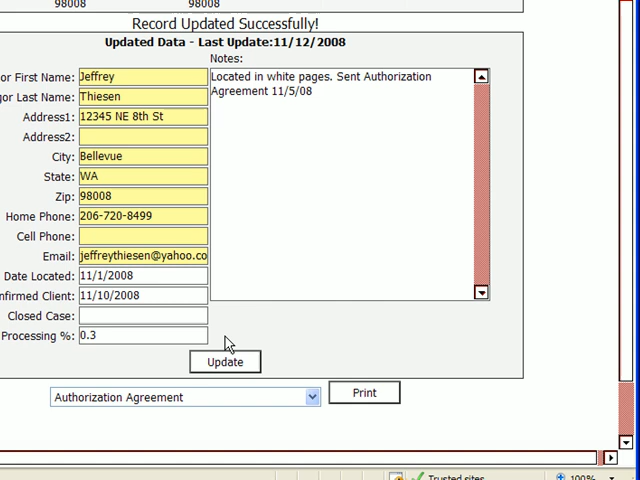 98008 98008
Record Updated Successfully!
Updated Data - Last Update:11/12/2008
Notes:
or First Name: Jeffrey
Located in white pages. Sent Authorization
Agreement 11/5/08
gor Last Name: Thiesen
Address1: 12345 NE 8th St
Address2:
City: Bellevue
State: WA
Zip: 98008
Home Phone: 206-720-8499
Cell Phone:
Email: jeffreythiesen@yahoo.co
Date Located: 11/1/2008
nfirmed Client: 11/10/2008
Closed Case:
Processing %: 0.3
Update
Authorization Agreement Print
Trusted sites 100%